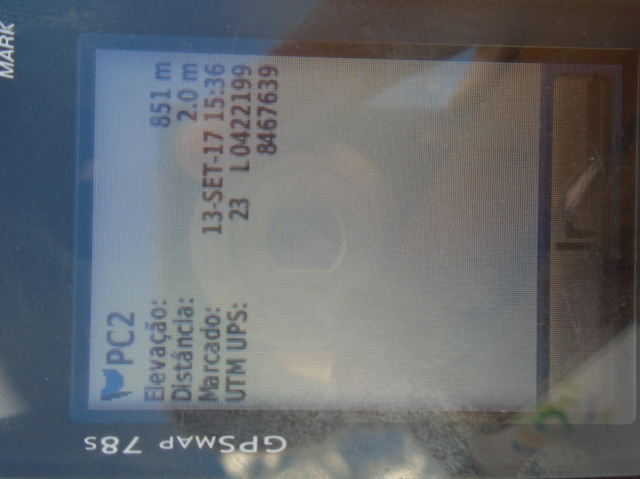 MARK
PC2
Elevação: 851 m
Distância: 2.0 m
Marcado: 13-SET-17 15:36
UTM UPS: 23 L 0422199
8467639
Ir
GPSMAP 78s